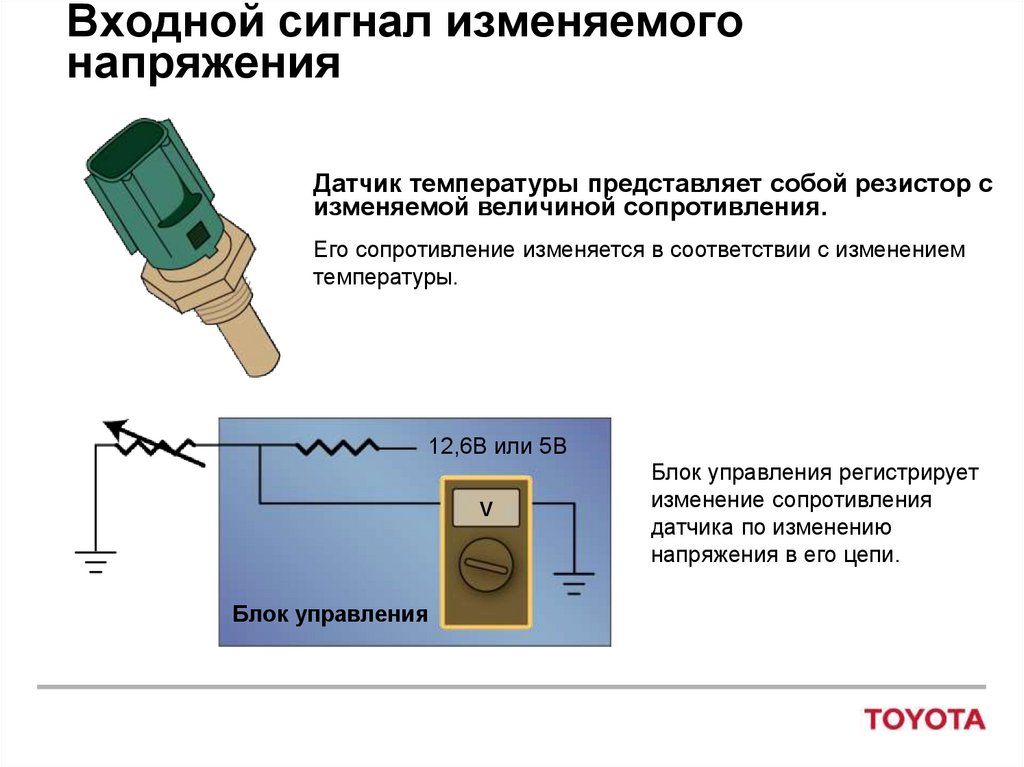 Входной сигнал изменяемого
напряжения
Датчик температуры представляет собой резистор с
изменяемой величиной сопротивления.
Его сопротивление изменяется в соответствии с изменением
температуры.
12,6В или 5В
V
Блок управления
Блок управления регистрирует
изменение сопротивления
датчика по изменению
напряжения в его цепи.
TOYOTA